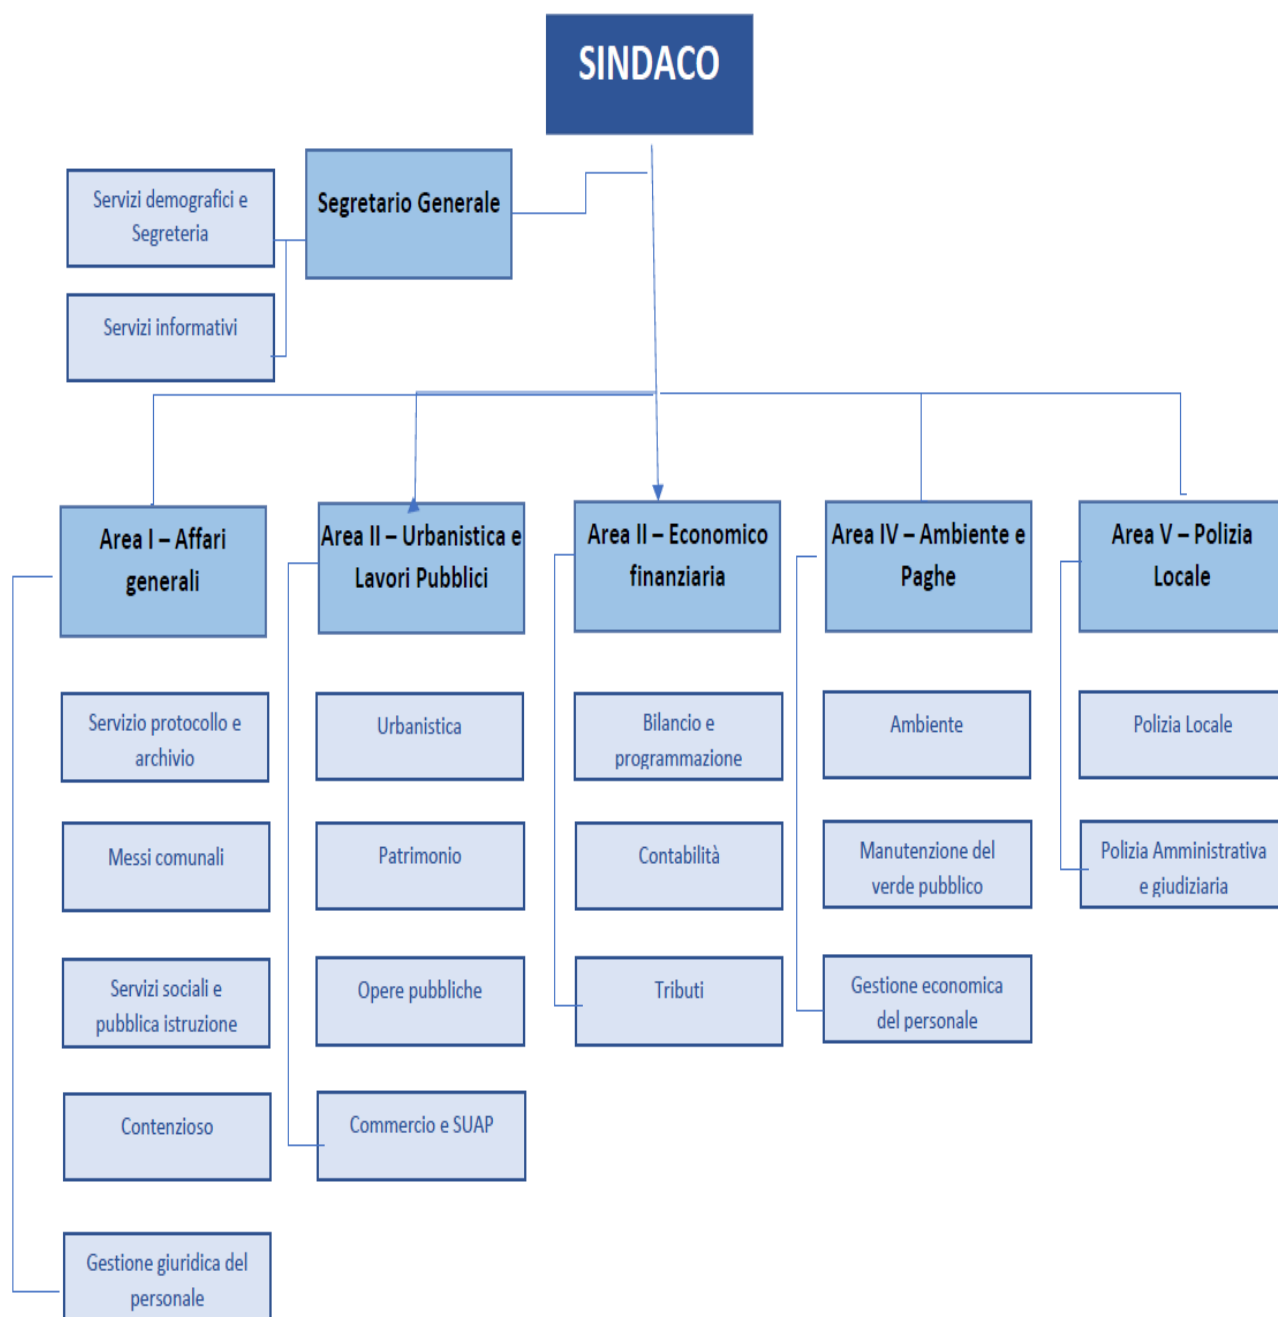 SINDACO
Segretario Generale
Servizi demografici e
Segreteria
Servizi informativi
Area I – Affari
generali
Servizio protocollo e
archivio
Messi comunali
Servizi sociali e
pubblica istruzione
Contenzioso
Gestione giuridica del
personale
Area II – Urbanistica e
Lavori Pubblici
Urbanistica
Patrimonio
Opere pubbliche
Commercio e SUAP
Area II – Economico
finanziaria
Bilancio e
programmazione
Contabilità
Tributi
Area IV – Ambiente e
Paghe
Ambiente
Manutenzione del
verde pubblico
Gestione economica
del personale
Area V – Polizia
Locale
Polizia Locale
Polizia Amministrativa
e giudiziaria